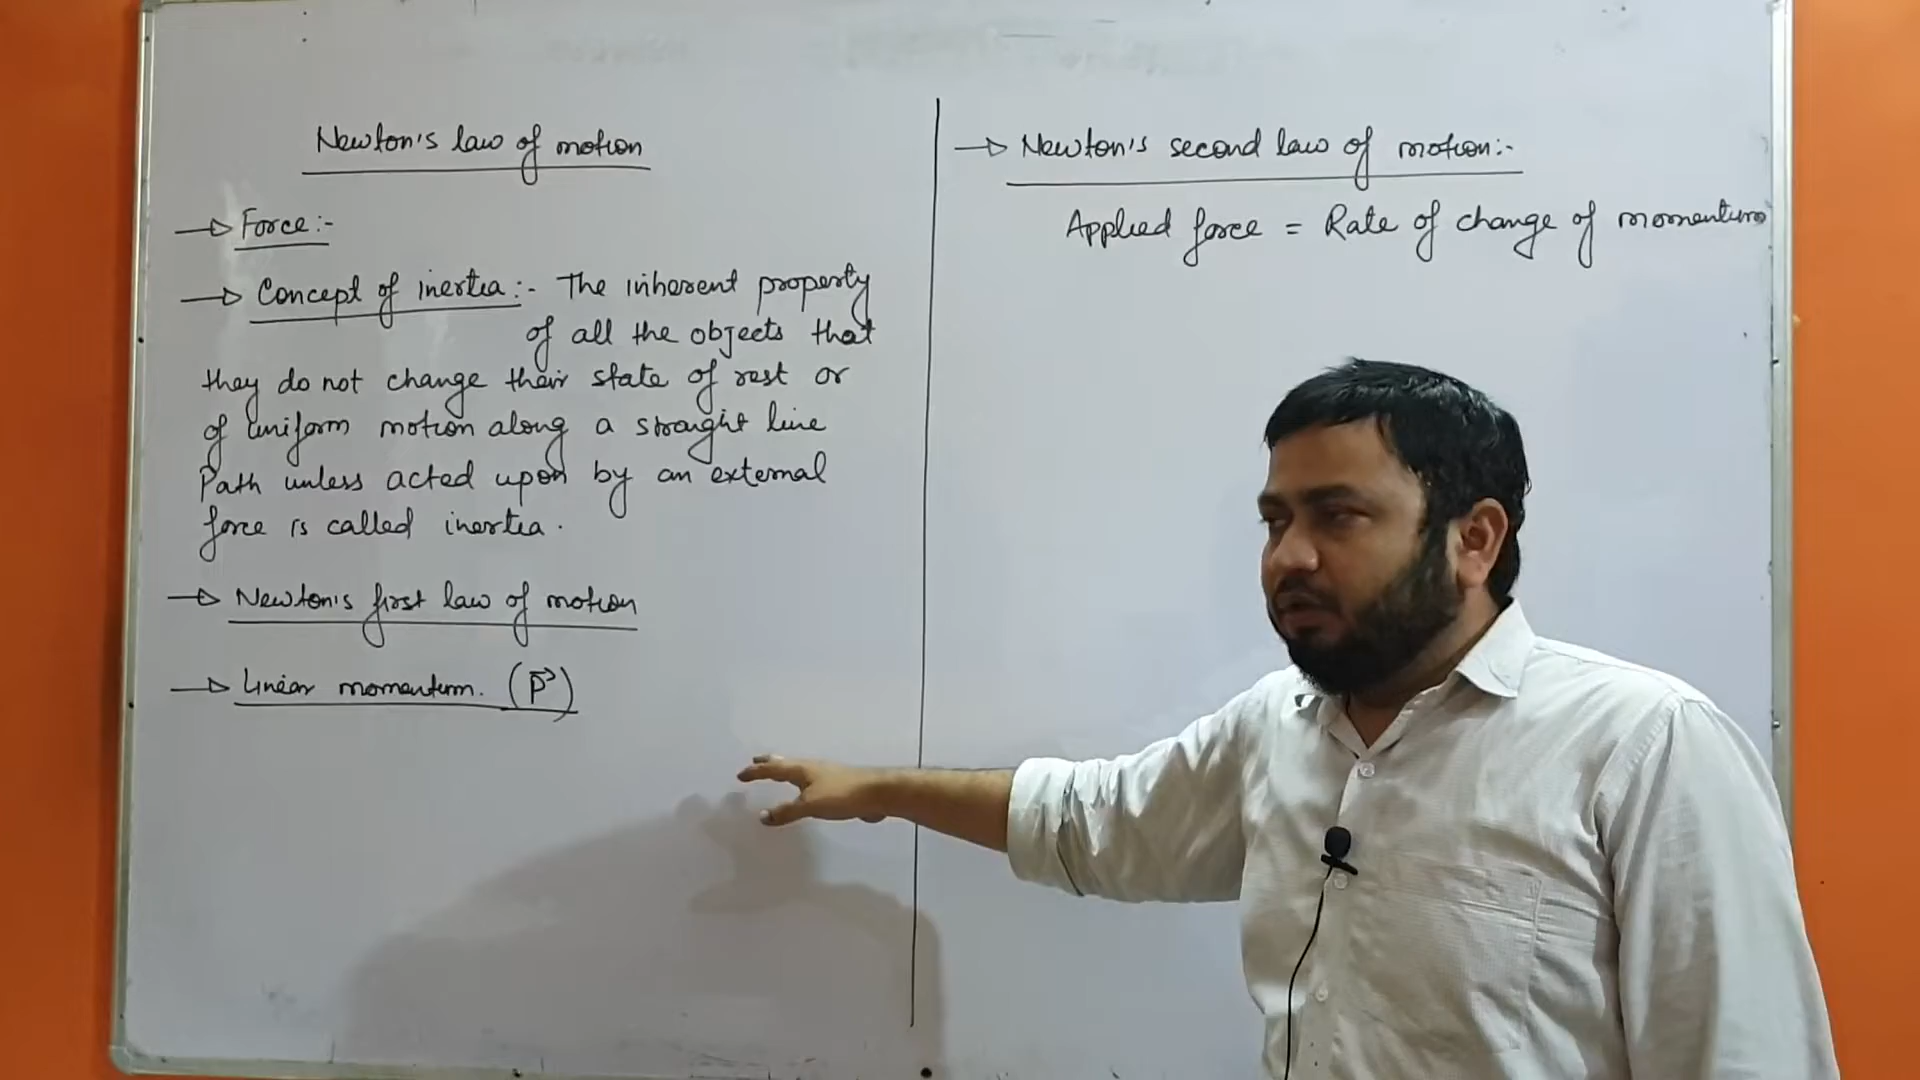 Newton's law of motion
→ Force:-
→ Concept of inertia:- The inherent property
of all the objects that
they do not change their state of rest or
of uniform motion along a straight line
Path unless acted upon by an external
force is called inertia.
→ Newton's first law of motion
→ Linear momentum. (P⃗)
→ Newton's second law of motion:-
Applied force = Rate of change of momentum